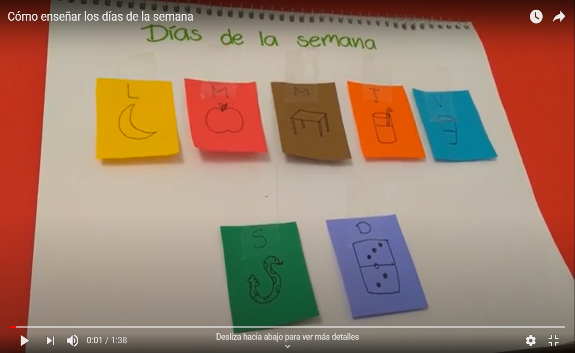 Cómo enseñar los días de la semana
Días de la semana
L M M J V
S D
0:01 / 1:38
Desliza hacia abajo para ver más detalles